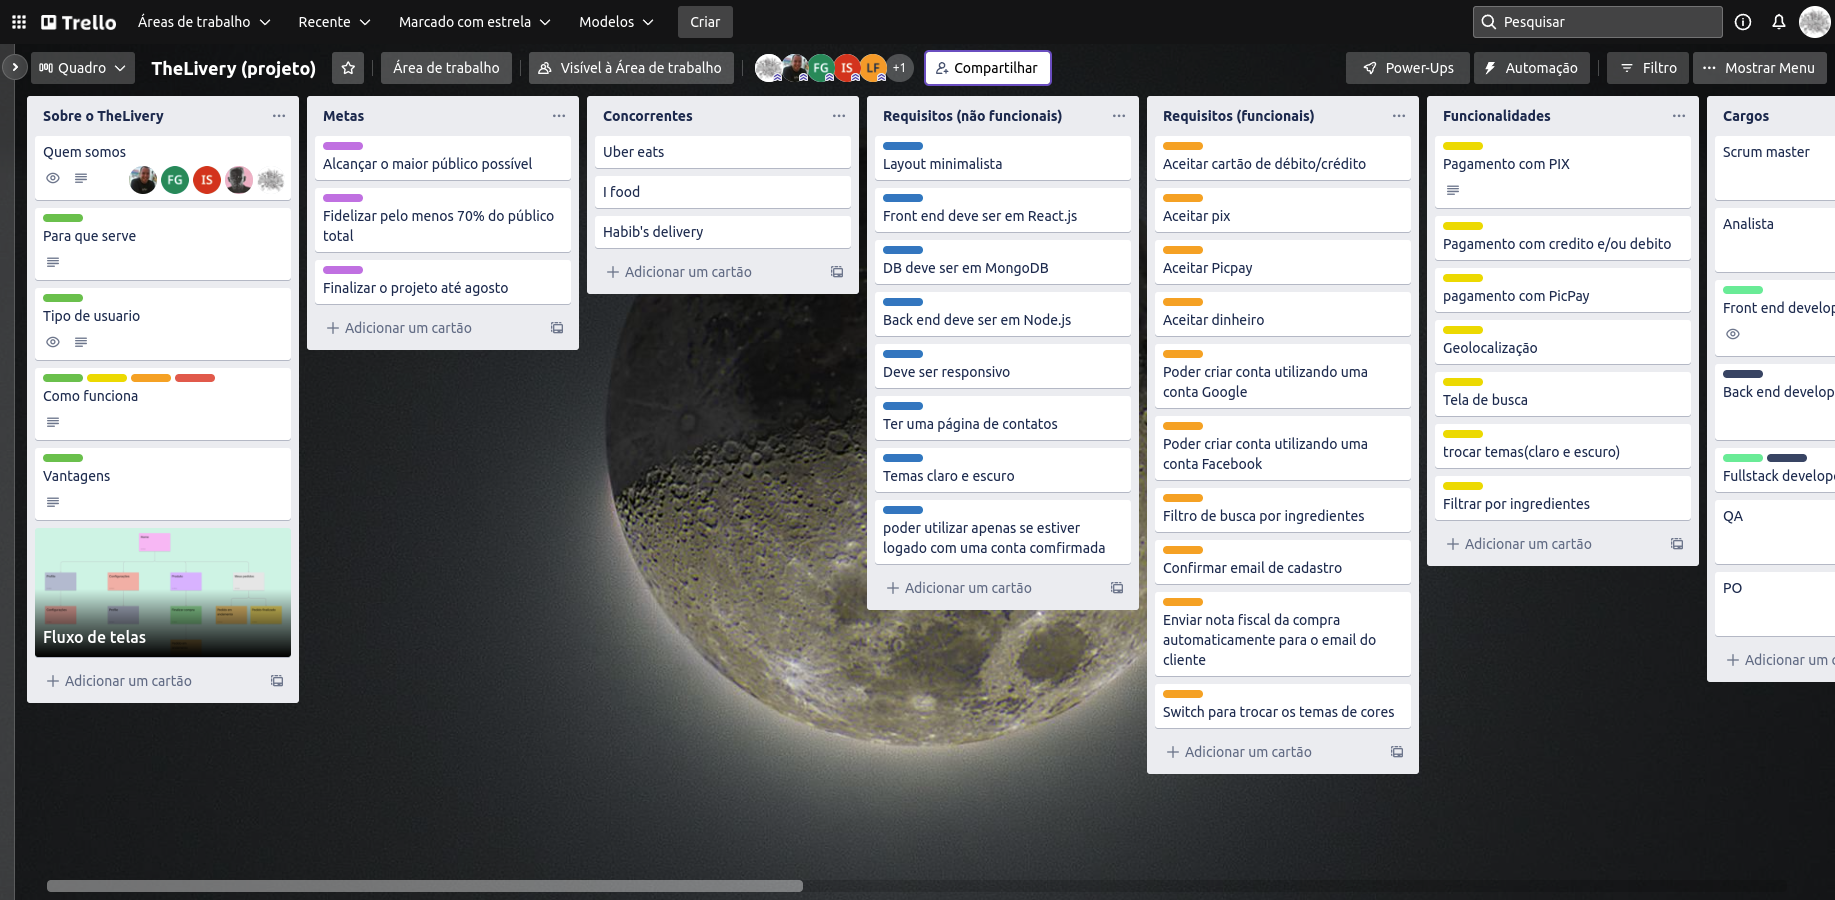 Trello
Áreas de trabalho
Recente
Marcado com estrela
Modelos
Criar
Pesquisar
Quadro
TheLivery (projeto)
Área de trabalho
Visível à Área de trabalho
FG
IS
LF
+1
Compartilhar
Power-Ups
Automação
Filtro
Mostrar Menu
Sobre o TheLivery
Quem somos
FG
IS
Para que serve
Tipo de usuario
Como funciona
Vantagens
Fluxo de telas
Adicionar um cartão
Metas
Alcançar o maior público possível
Fidelizar pelo menos 70% do público
total
Finalizar o projeto até agosto
Adicionar um cartão
Concorrentes
Uber eats
I food
Habib's delivery
Adicionar um cartão
Requisitos (não funcionais)
Layout minimalista
Front end deve ser em React.js
DB deve ser em MongoDB
Back end deve ser em Node.js
Deve ser responsivo
Ter uma página de contatos
Temas claro e escuro
poder utilizar apenas se estiver
logado com uma conta comfirmada
Adicionar um cartão
Requisitos (funcionais)
Aceitar cartão de débito/crédito
Aceitar pix
Aceitar Picpay
Aceitar dinheiro
Poder criar conta utilizando uma
conta Google
Poder criar conta utilizando uma
conta Facebook
Filtro de busca por ingredientes
Confirmar email de cadastro
Enviar nota fiscal da compra
automaticamente para o email do
cliente
Switch para trocar os temas de cores
Adicionar um cartão
Funcionalidades
Pagamento com PIX
Pagamento com credito e/ou debito
pagamento com PicPay
Geolocalização
Tela de busca
trocar temas(claro e escuro)
Filtrar por ingredientes
Adicionar um cartão
Cargos
Scrum master
Analista
Front end develop
Back end develop
Fullstack develope
QA
PO
Adicionar um c